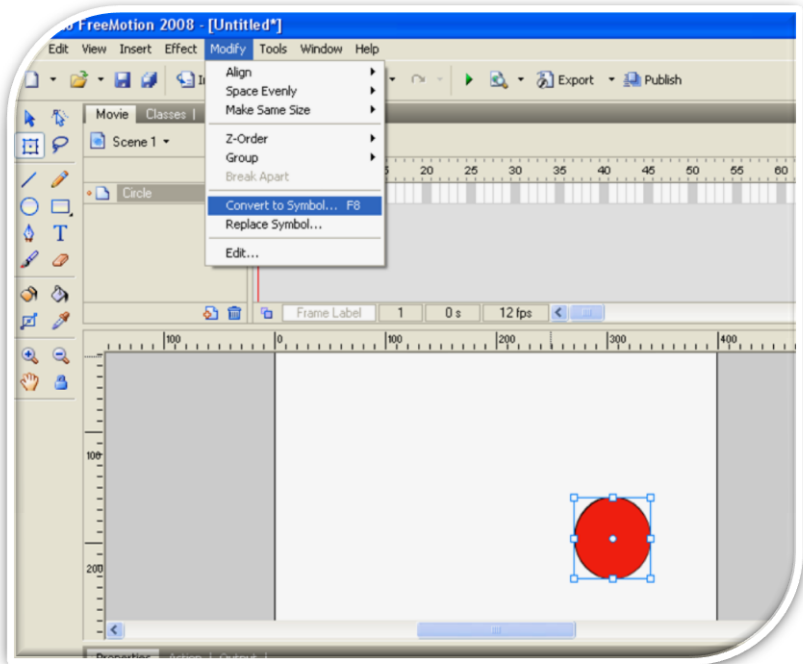 FreeMotion 2008 - [Untitled*]
Edit View Insert Effect Modify Tools Window Help
Export Publish
Align
Space Evenly
Make Same Size
Z-Order
Group
Break Apart
Convert to Symbol... F8
Replace Symbol...
Edit...
Movie Classes
Scene 1
20 25 30 35 40 45 50 55 60
Circle
Frame Label 1 0 s 12 fps
100 0 100 200 300 400
100
200
Properties Action Output